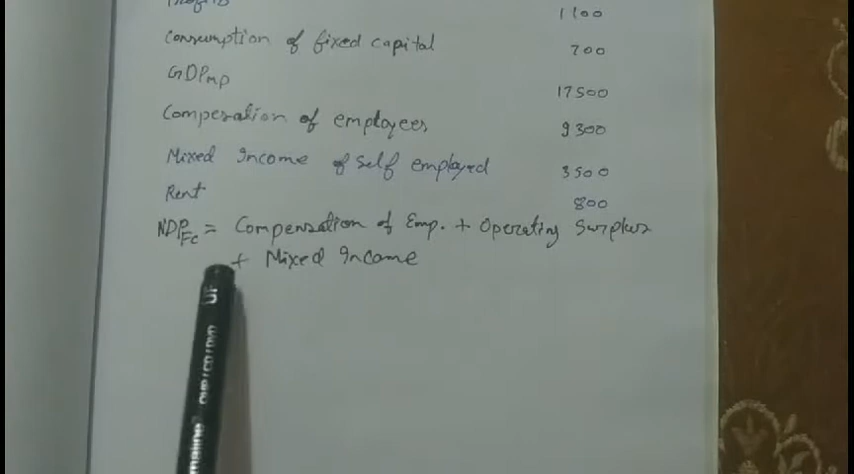 Profits 1100
Consumption of fixed capital 700
GDPMP 17500
Compensation of employees 9300
Mixed Income of self employed 3500
Rent 800
NDPFC = Compensation of Emp. + Operating Surplus
+ Mixed Income